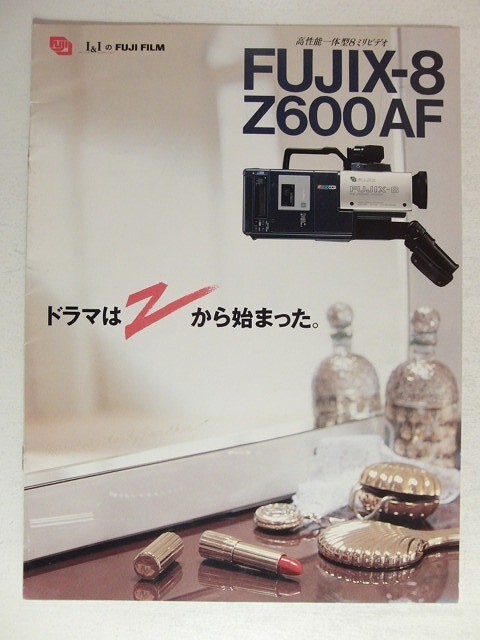 FUJI
I&I の FUJI FILM
高性能一体型8ミリビデオ
FUJIX-8
Z600AF
FUJIX-8
ドラマはZから始まった。